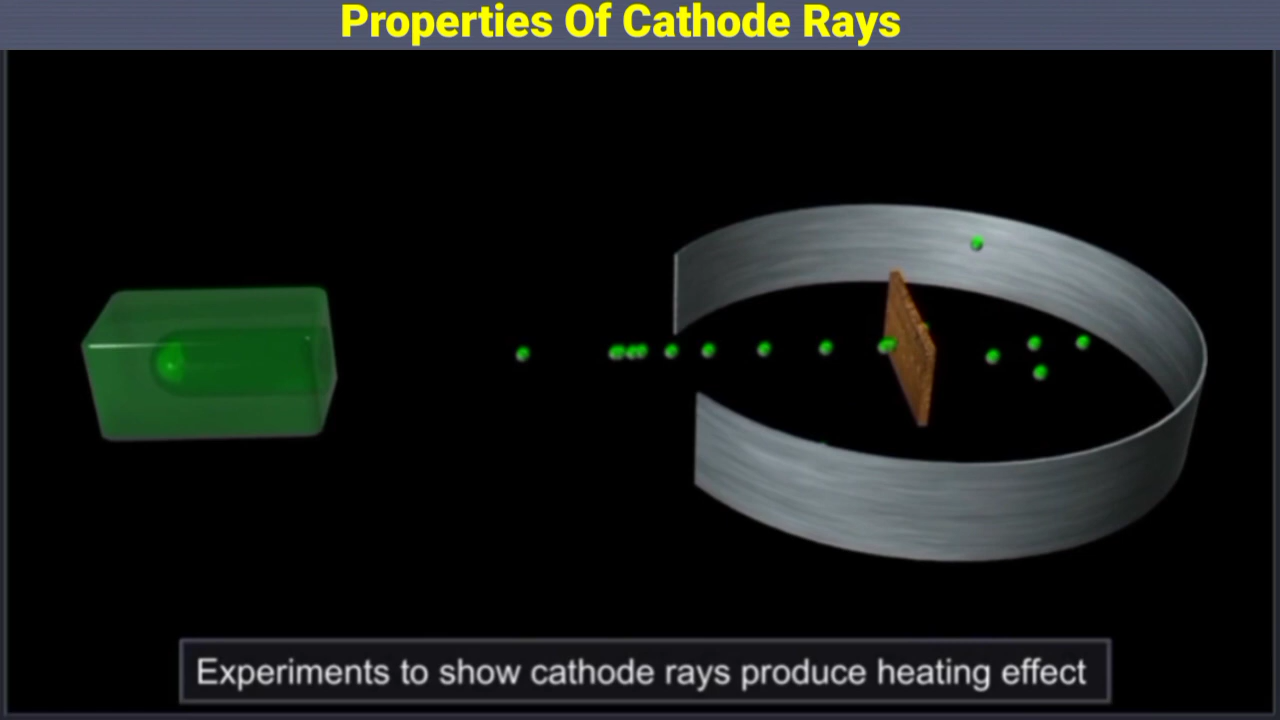 Properties Of Cathode Rays
Experiments to show cathode rays produce heating effect